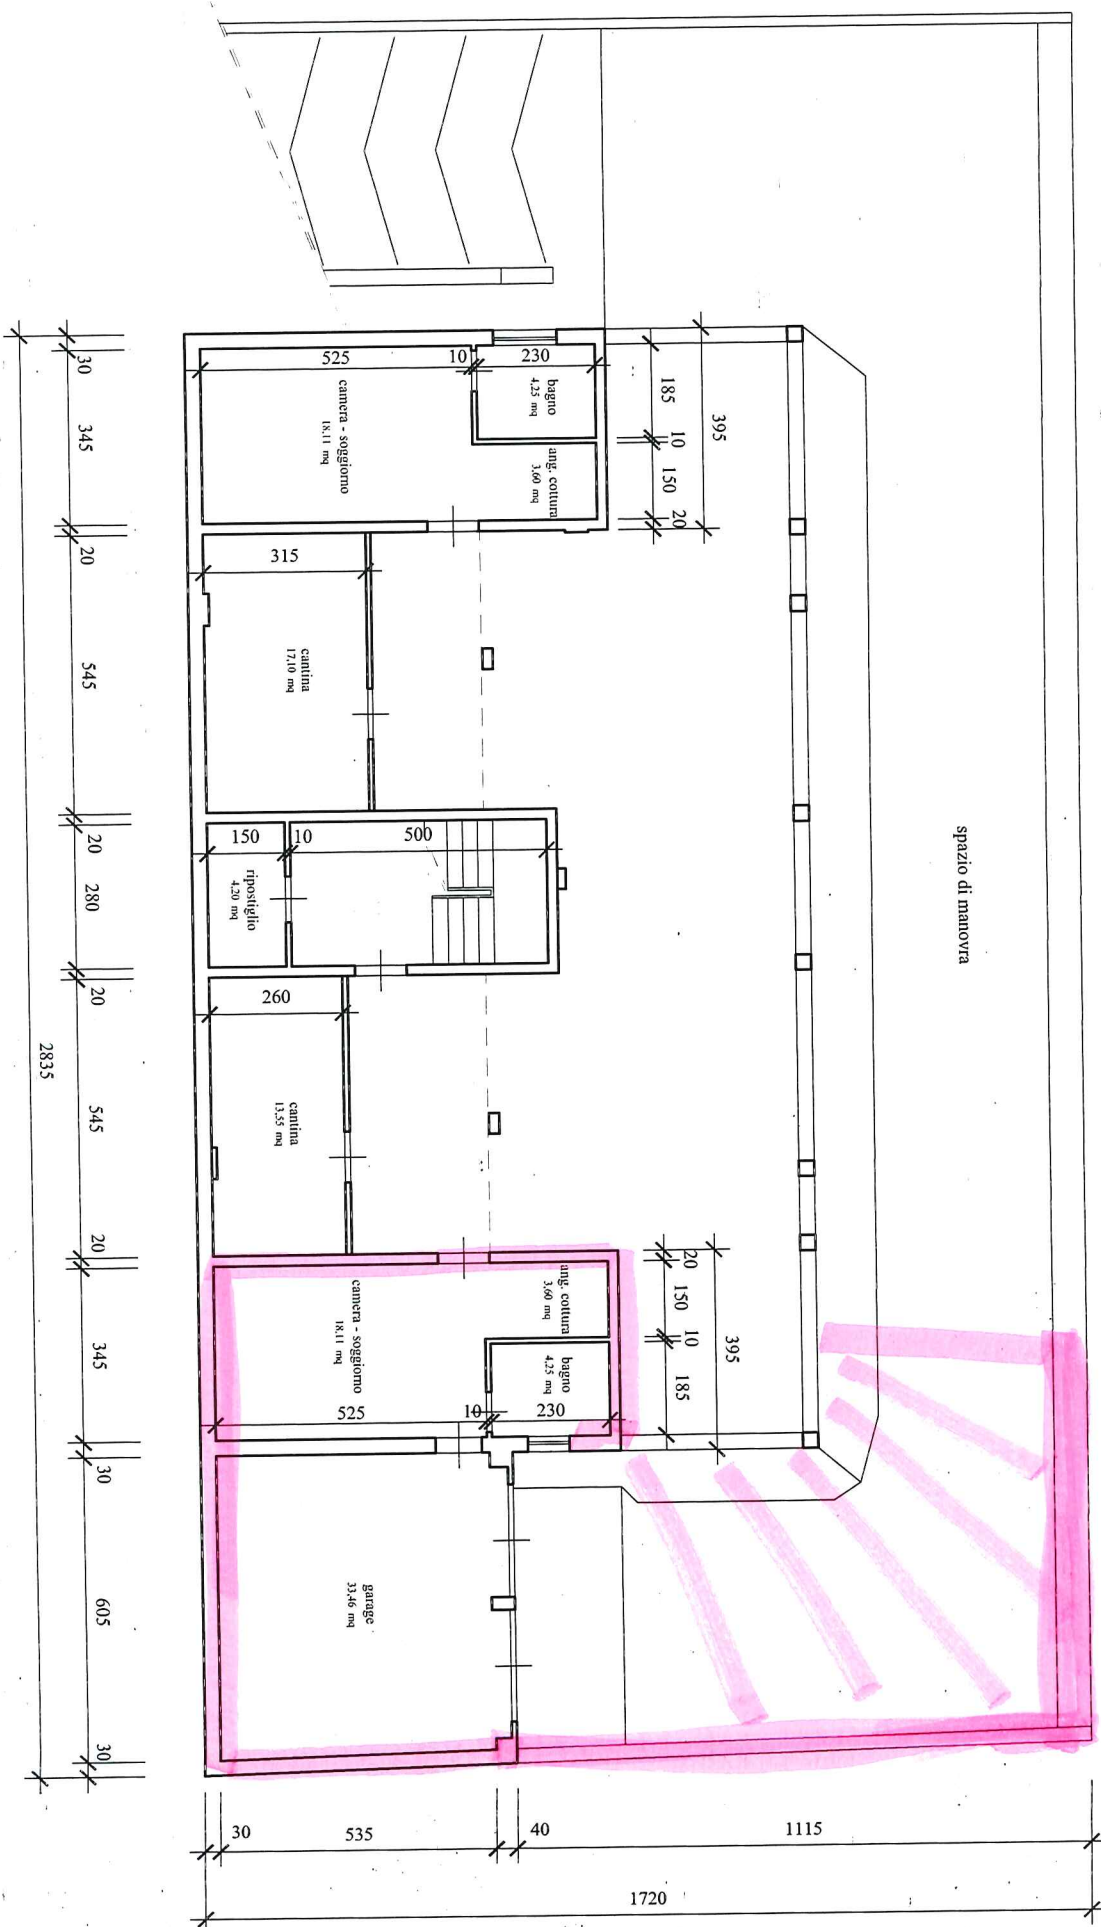 spazio di manovra
395
185
10
150
20
525
10
230
bagno
4,25 mq
ang. cottura
3,60 mq
camera - soggiorno
18,11 mq
315
cantina
17,10 mq
150
10
500
ripostiglio
4,20 mq
260
cantina
13,55 mq
395
20
150
10
185
ang. cottura
3,60 mq
bagno
4,25 mq
camera - soggiorno
18,11 mq
525
10
230
garage
33,46 mq
30
345
20
545
20
280
20
545
20
345
30
605
30
2835
30
535
40
1115
1720